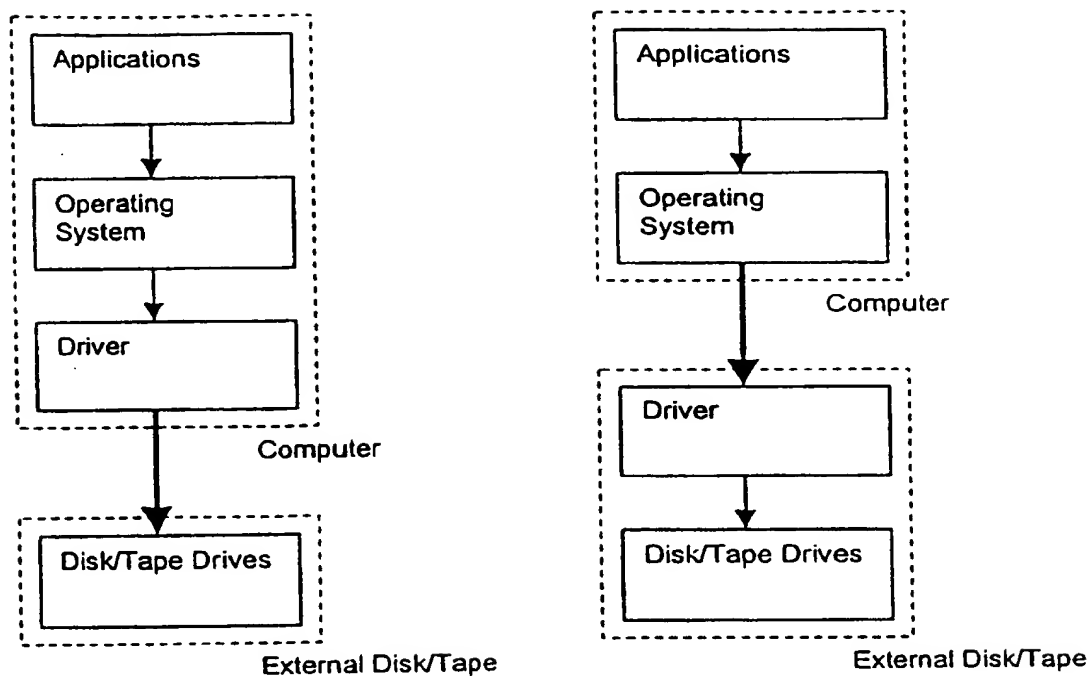 Applications
Operating
System
Driver
Computer
Disk/Tape Drives
External Disk/Tape
Applications
Operating
System
Computer
Driver
Disk/Tape Drives
External Disk/Tape